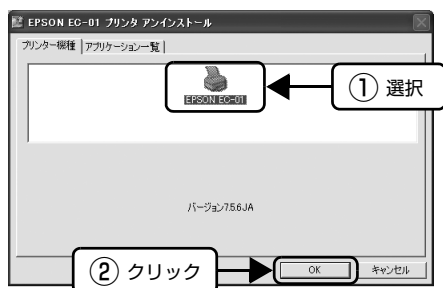 EPSON EC-01 プリンタ アンインストール
プリンター機種 アプリケーション一覧
EPSON EC-01
① 選択
バージョン7.5.6.JA
② クリック
OK キャンセル